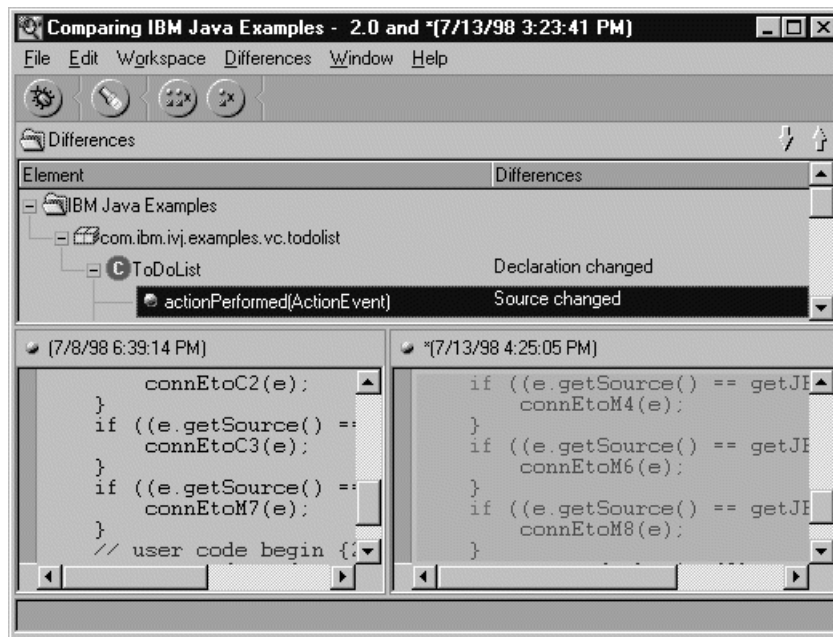 Comparing IBM Java Examples - 2.0 and *(7/13/98 3:23:41 PM)
File Edit Workspace Differences Window Help
Differences
Element Differences
IBM Java Examples
com.ibm.ivj.examples.vc.todolist
ToDoList Declaration changed
actionPerformed(ActionEvent) Source changed
(7/8/98 6:39:14 PM)
connEtoC2(e);
}
if ((e.getSource() ==
connEtoC3(e);
}
if ((e.getSource() ==
connEtoM7(e);
}
// user code begin {
*(7/13/98 4:25:05 PM)
if ((e.getSource() == getJ
connEtoM4(e);
}
if ((e.getSource() == getJ
connEtoM6(e);
}
if ((e.getSource() == getJ
connEtoM8(e);
}